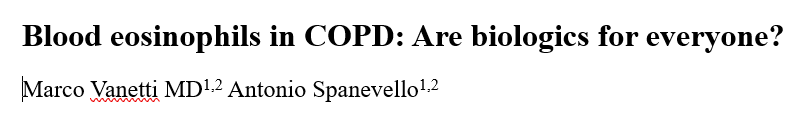 Blood eosinophils in COPD: Are biologics for everyone?
Marco Vanetti MD1,2 Antonio Spanevello1,2